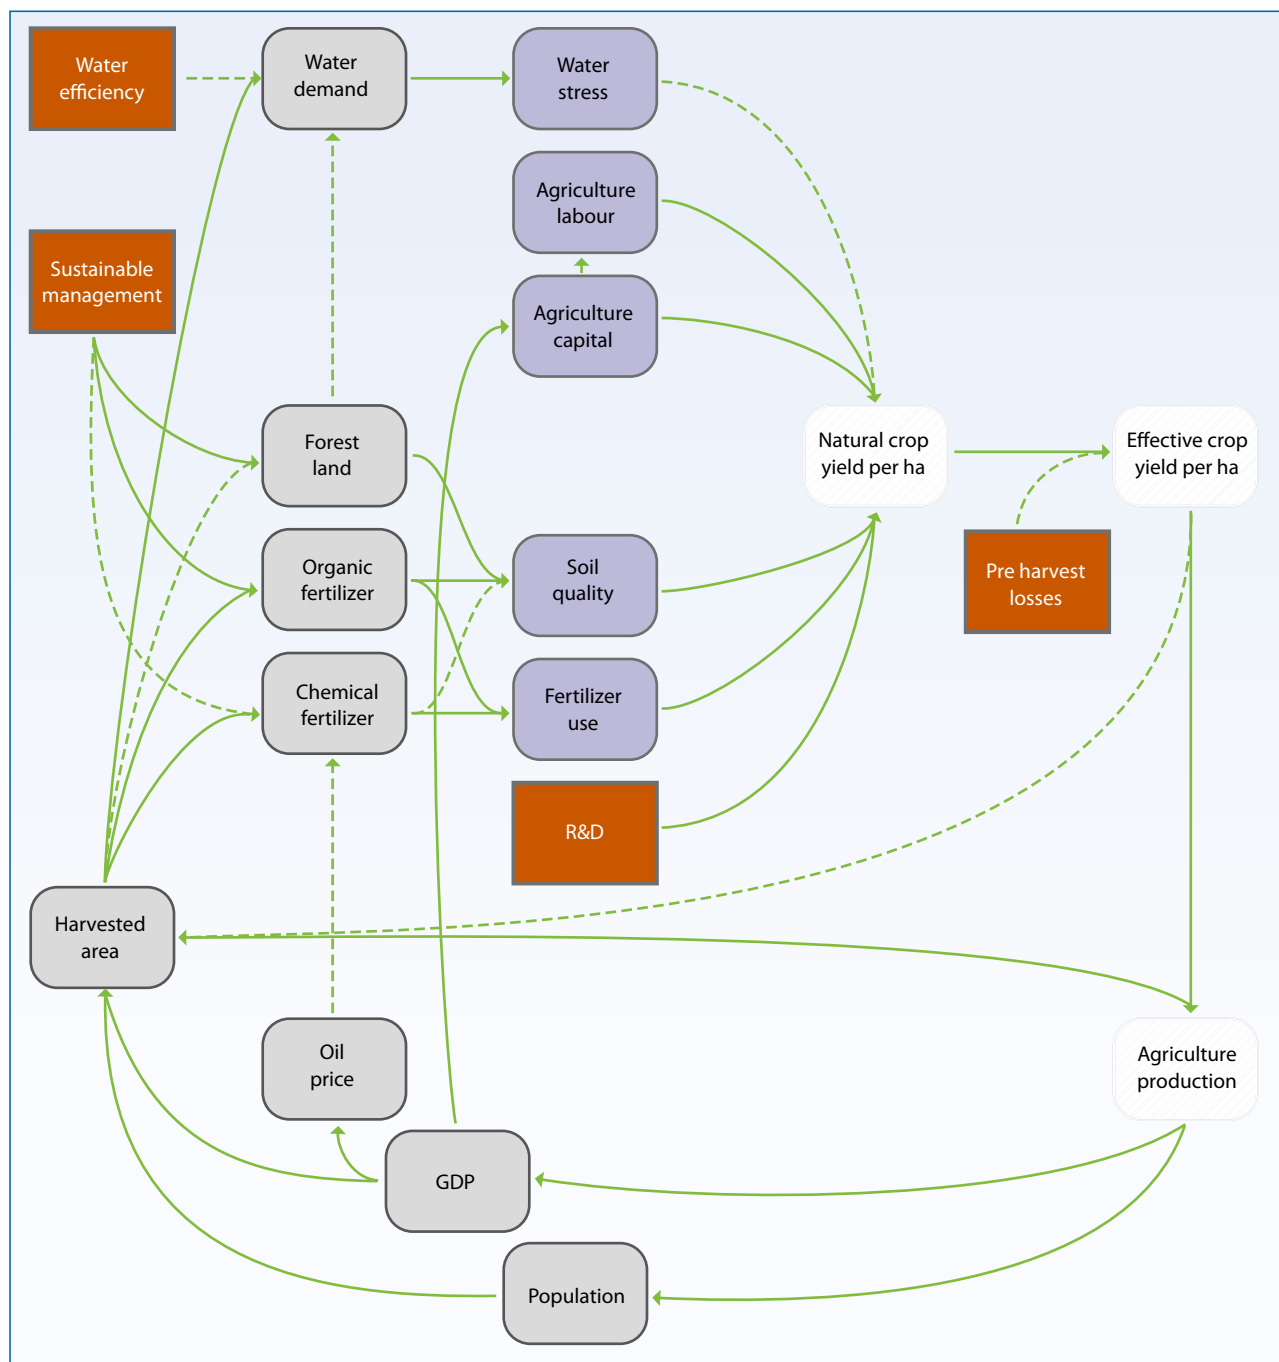 Water
efficiency
Water
demand
Water
stress
Agriculture
labour
Sustainable
management
Agriculture
capital
Forest
land
Natural crop
yield per ha
Effective crop
yield per ha
Organic
fertilizer
Soil
quality
Pre harvest
losses
Chemical
fertilizer
Fertilizer
use
R&D
Harvested
area
Oil
price
Agriculture
production
GDP
Population